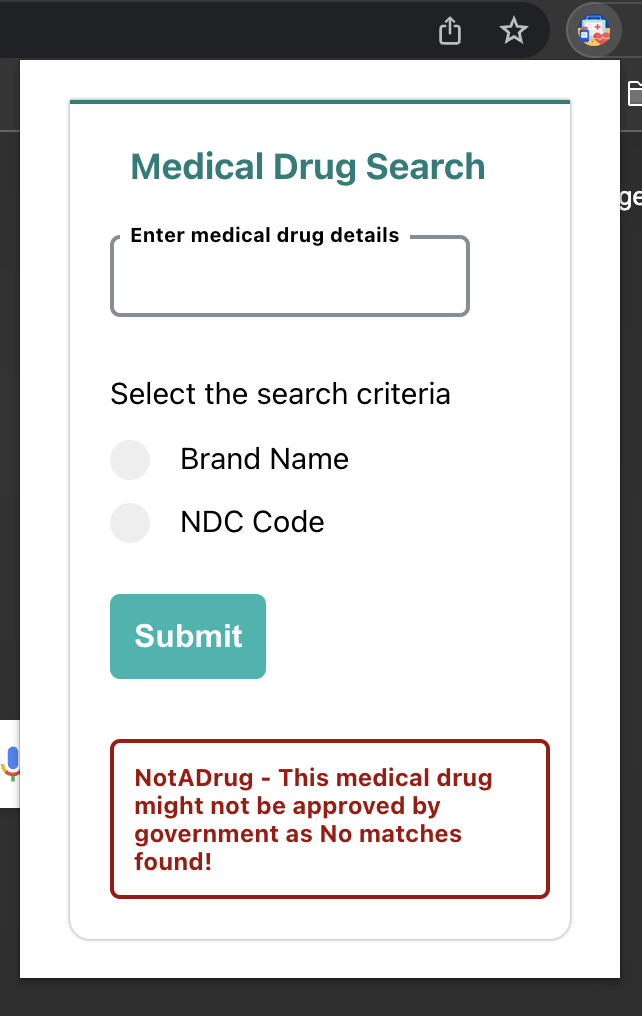 ge
Medical Drug Search
Enter medical drug details
Select the search criteria
Brand Name
NDC Code
Submit
NotADrug - This medical drug
might not be approved by
government as No matches
found!